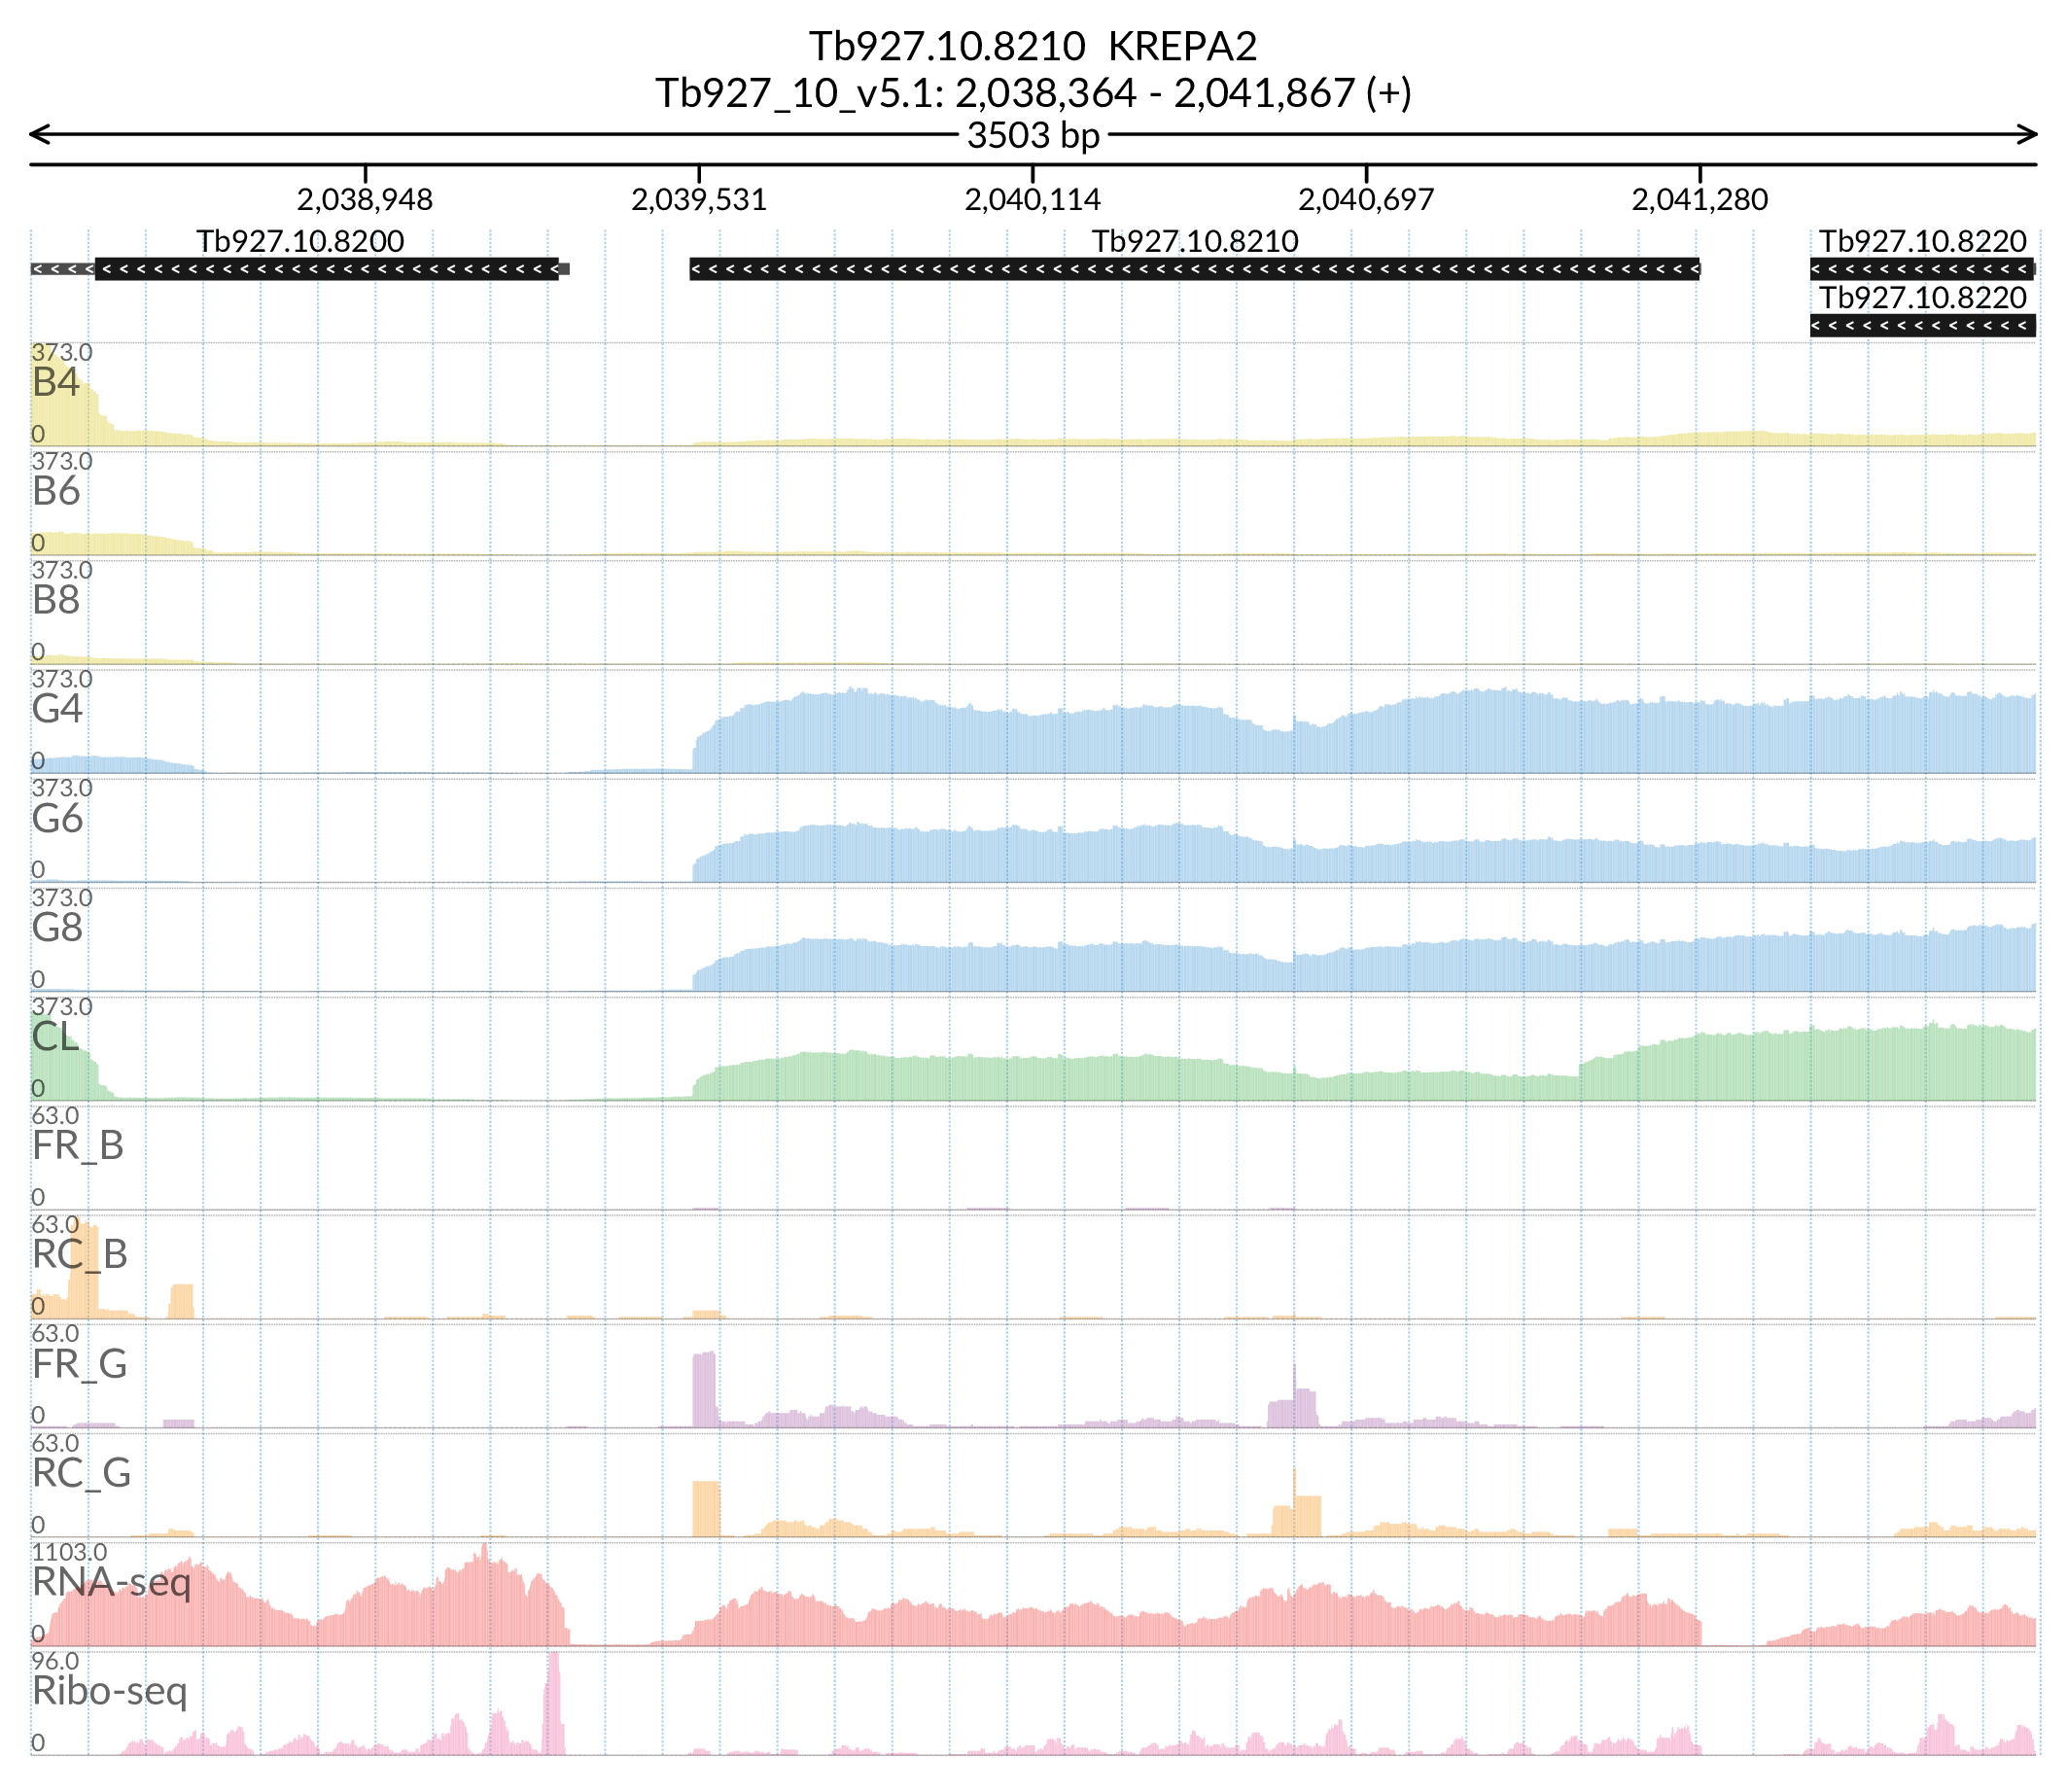 Tb927.10.8210 KREPA2
Tb927_10_v5.1: 2,038,364 - 2,041,867 (+)
3503 bp
2,038,948 2,039,531 2,040,114 2,040,697 2,041,280
Tb927.10.8200 Tb927.10.8210 Tb927.10.8220
Tb927.10.8220
373.0
B4
0
373.0
B6
0
373.0
B8
0
373.0
G4
0
373.0
G6
0
373.0
G8
0
373.0
CL
0
63.0
FR_B
0
63.0
RC_B
0
63.0
FR_G
0
63.0
RC_G
0
1103.0
RNA-seq
0
96.0
Ribo-seq
0